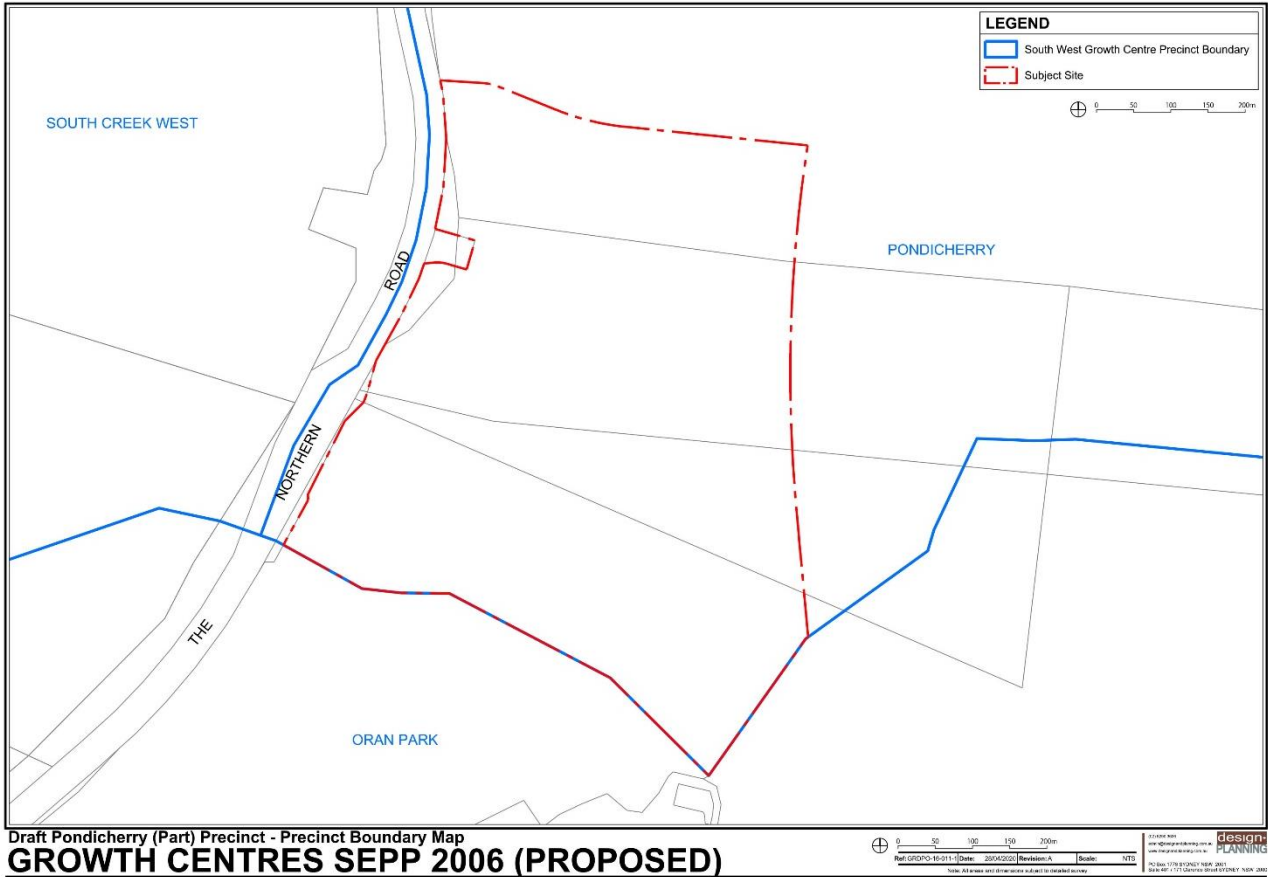 LEGEND
South West Growth Centre Precinct Boundary
Subject Site
0 50 100 150 200m
SOUTH CREEK WEST
PONDICHERRY
ROAD
NORTHERN
THE
ORAN PARK
Draft Pondicherry (Part) Precinct - Precinct Boundary Map
GROWTH CENTRES SEPP 2006 (PROPOSED)
0 50 100 150 200m
Date: 28/04/2020 Revision: A Scale: NTS
Note: All areas and dimensions subject to detailed survey
design+
PLANNING